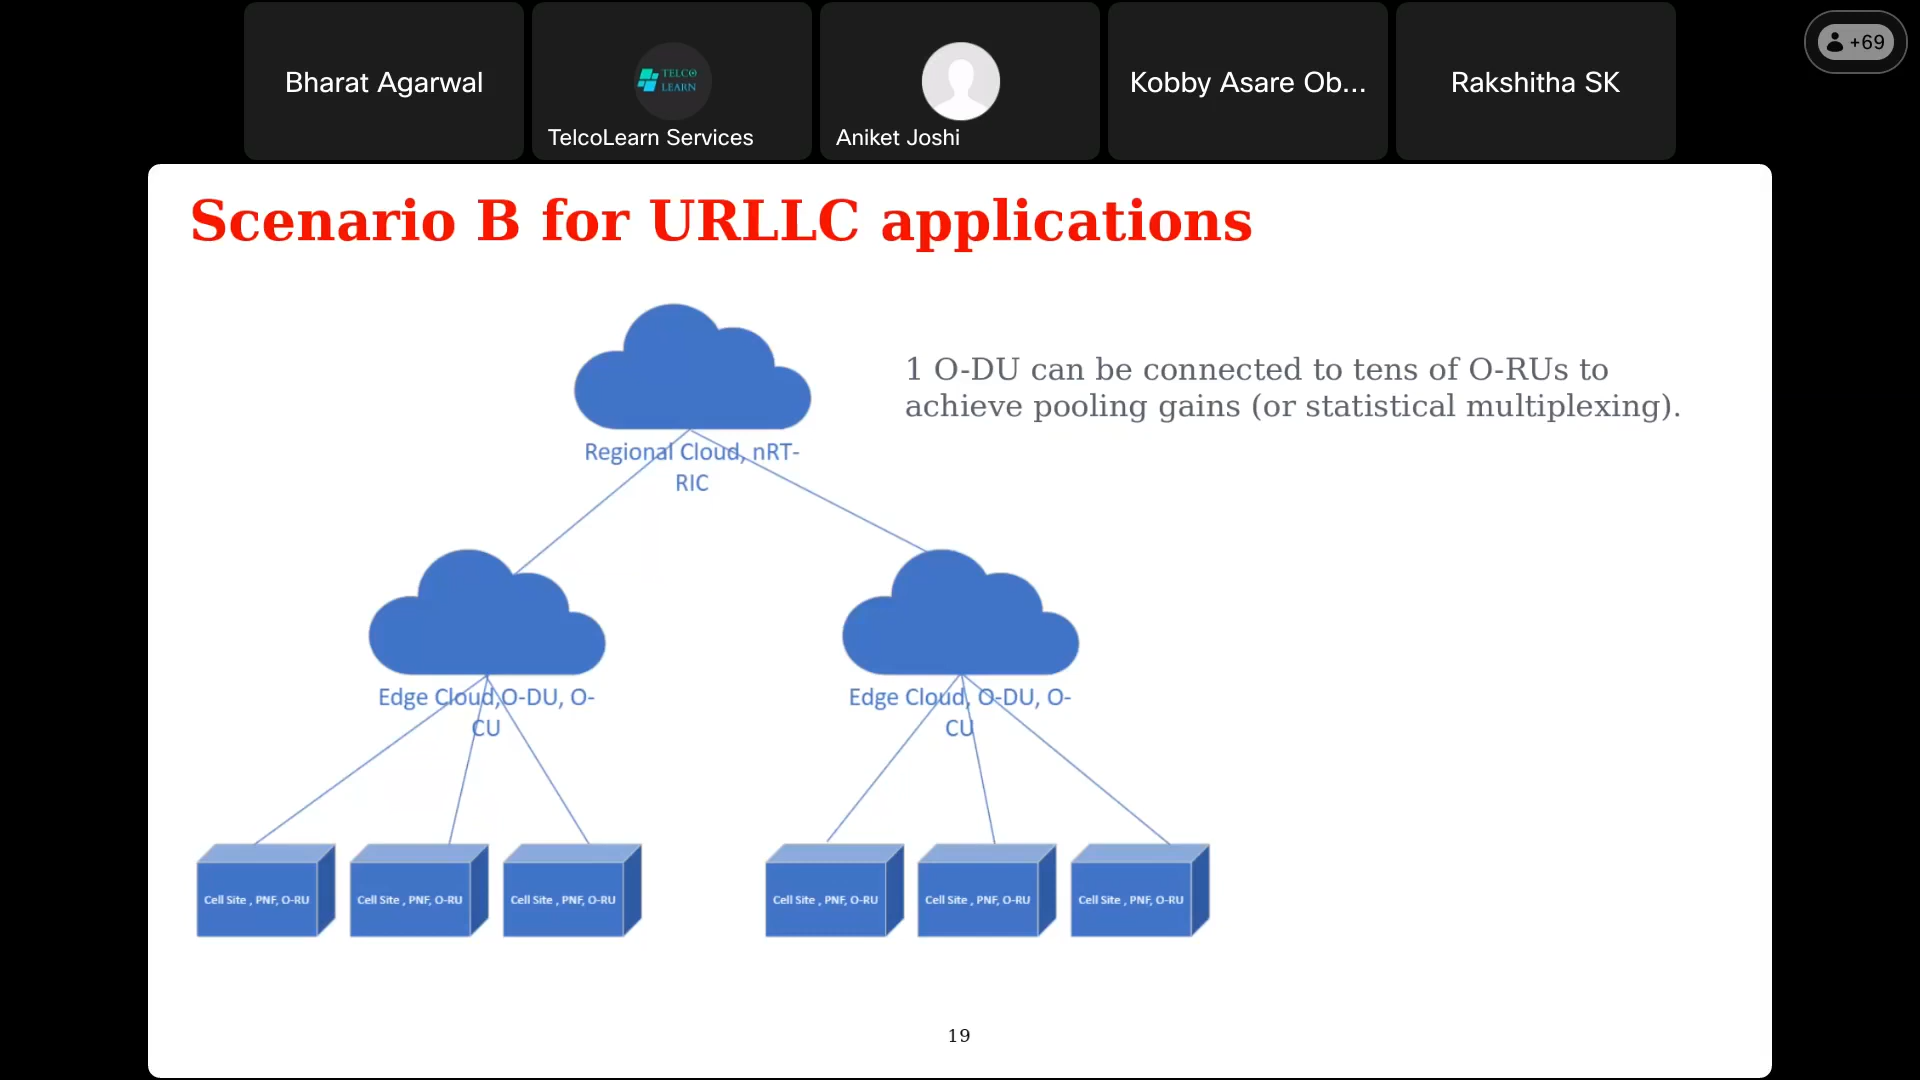 Bharat Agarwal
TELCO
LEARN
TelcoLearn Services
Aniket Joshi
Kobby Asare Ob...
Rakshitha SK
+69
Scenario B for URLLC applications
1 O-DU can be connected to tens of O-RUs to
achieve pooling gains (or statistical multiplexing).
Regional Cloud, nRT-
RIC
Edge Cloud,O-DU, O-
CU
Edge Cloud, O-DU, O-
CU
Cell Site , PNF, O-RU
Cell Site , PNF, O-RU
Cell Site , PNF, O-RU
Cell Site , PNF, O-RU
Cell Site , PNF, O-RU
Cell Site , PNF, O-RU
19